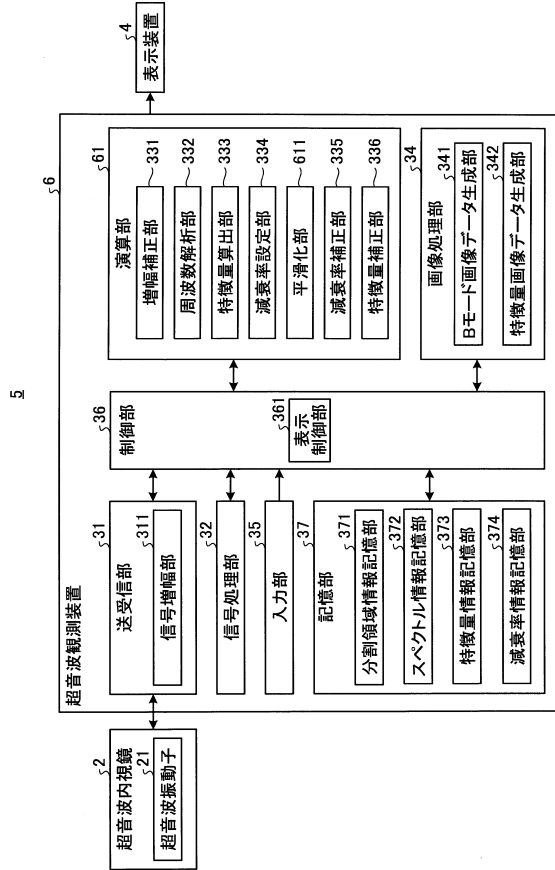 5
超音波内視鏡
2
超音波振動子
21
超音波観測装置
6
送受信部
31
信号増幅部
311
信号処理部
32
入力部
35
記憶部
37
分割領域情報記憶部
371
スペクトル情報記憶部
372
特徴量情報記憶部
373
減衰率情報記憶部
374
制御部
36
表示
制御部
361
演算部
61
増幅補正部
331
周波数解析部
332
特徴量算出部
333
減衰率設定部
334
平滑化部
611
減衰率補正部
335
特徴量補正部
336
画像処理部
34
Bモード画像データ生成部
341
特徴量画像データ生成部
342
表示装置
4